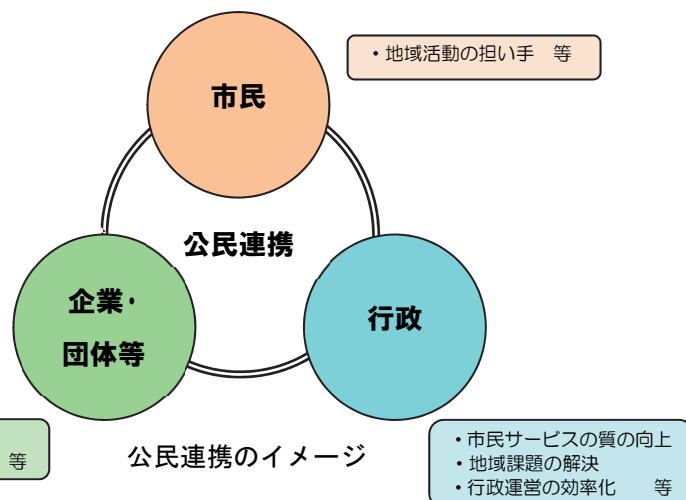 市民
・地域活動の担い手　等
公民連携
企業・
団体等
行政
等
公民連携のイメージ
・市民サービスの質の向上
・地域課題の解決
・行政運営の効率化　等